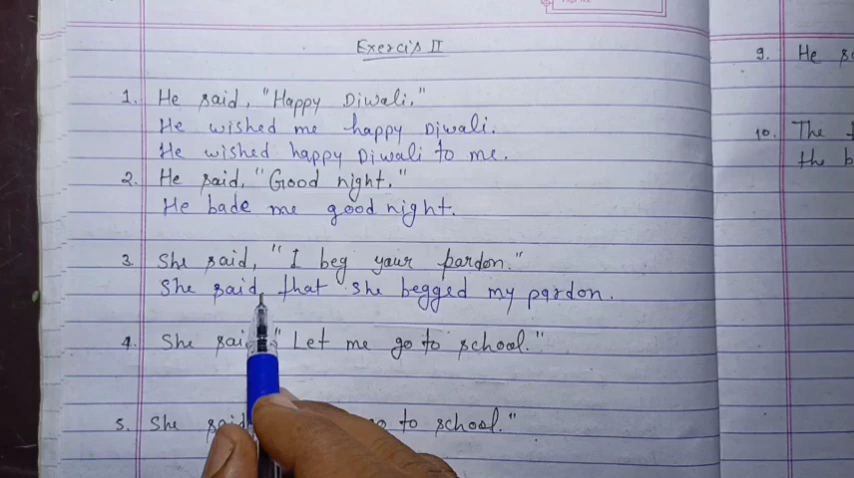 Exercis II
1. He said, "Happy Diwali."
He wished me happy Diwali.
He wished happy Diwali to me.
2. He said, "Good night."
He bade me good night.
3. She said, "I beg your pardon."
She said, that she begged my pardon.
4. She said "Let me go to school."
5. She said go to school."
9. He
10. The
the